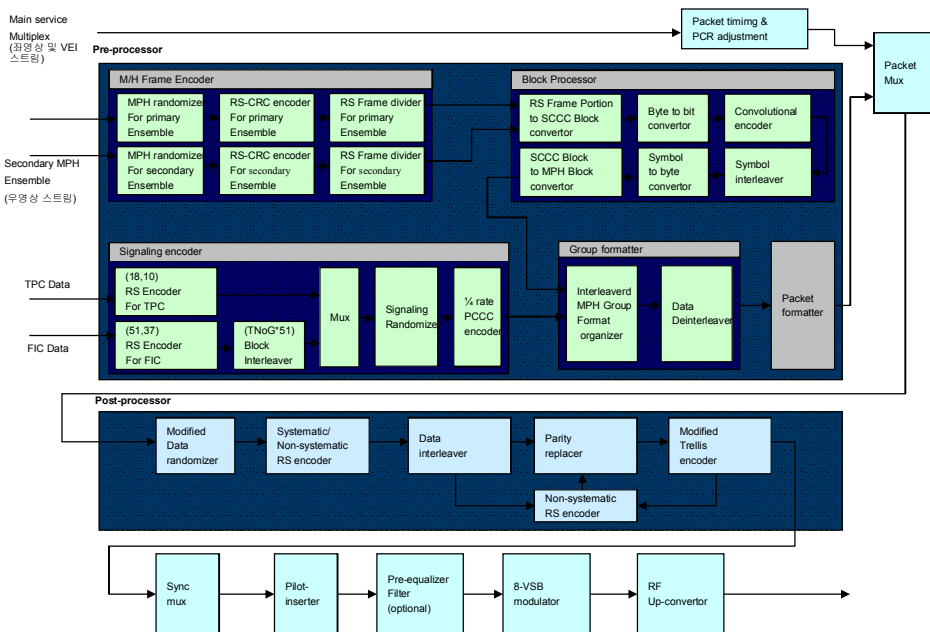 Main service
Multiplex
(좌영상 및 VEI
스트림)
Packet timimg &
PCR adjustment
Packet
Mux
Pre-processor
M/H Frame Encoder
MPH randomizer
For primary
Ensemble
RS-CRC encoder
For primary
Ensemble
RS Frame divider
For primary
Ensemble
MPH randomizer
For secondary
Ensemble
RS-CRC encoder
For secondary
Ensemble
RS Frame divider
For secondary
Ensemble
Block Processor
RS Frame Portion
to SCCC Block
convertor
Byte to bit
convertor
Convolutional
encoder
SCCC Block
to MPH Block
convertor
Symbol
to byte
convertor
Symbol
interleaver
Secondary MPH
Ensemble
(우영상 스트림)
Signaling encoder
TPC Data
(18,10)
RS Encoder
For TPC
FIC Data
(51,37)
RS Encoder
For FIC
(TNoG*51)
Block
Interleaver
Mux
Signaling
Randomize
¼ rate
PCCC
encoder
Group formatter
Interleaverd
MPH Group
Format
organizer
Data
Deinterleaver
Packet
formatter
Post-processor
Modified
Data
randomizer
Systematic/
Non-systematic
RS encoder
Data
interleaver
Parity
replacer
Modified
Trellis
encoder
Non-systematic
RS encoder
Sync
mux
Pilot-
inserter
Pre-equalizer
Filter
(optional)
8-VSB
modulator
RF
Up-convertor